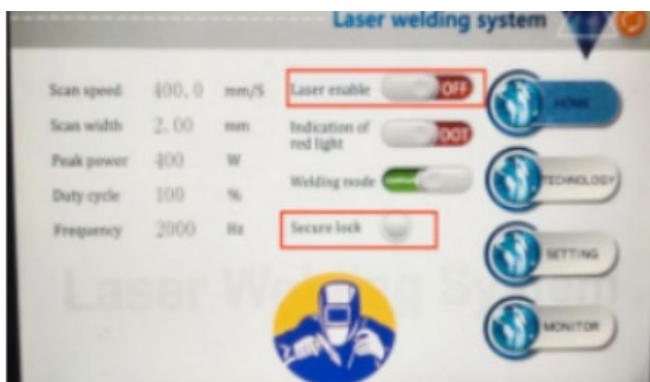 Laser welding system
Scan speed 400.0 mm/S
Scan width 2.00 mm
Peak power 400 W
Duty cycle 100 %
Frequency 2000 Hz
Laser enable OFF
Indication of
red light DOT
Welding mode
Secure lock
HOME
TECHNOLOGY
SETTING
MONITOR
Laser Welding System